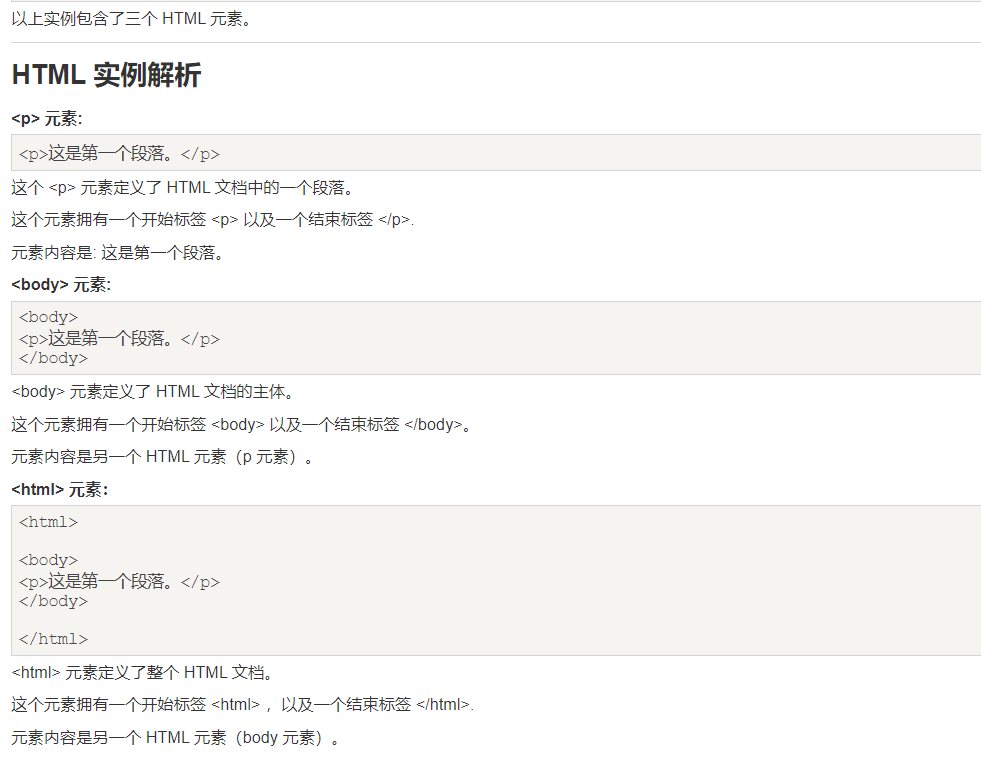 以上实例包含了三个 HTML 元素。
HTML 实例解析
<p> 元素:
<p>这是第一个段落。</p>
这个 <p> 元素定义了 HTML 文档中的一个段落。
这个元素拥有一个开始标签 <p> 以及一个结束标签 </p>.
元素内容是: 这是第一个段落。
<body> 元素:
<body>
<p>这是第一个段落。</p>
</body>
<body> 元素定义了 HTML 文档的主体。
这个元素拥有一个开始标签 <body> 以及一个结束标签 </body>。
元素内容是另一个 HTML 元素（p 元素）。
<html> 元素：
<html>
<body>
<p>这是第一个段落。</p>
</body>
</html>
<html> 元素定义了整个 HTML 文档。
这个元素拥有一个开始标签 <html> ，以及一个结束标签 </html>.
元素内容是另一个 HTML 元素（body 元素）。